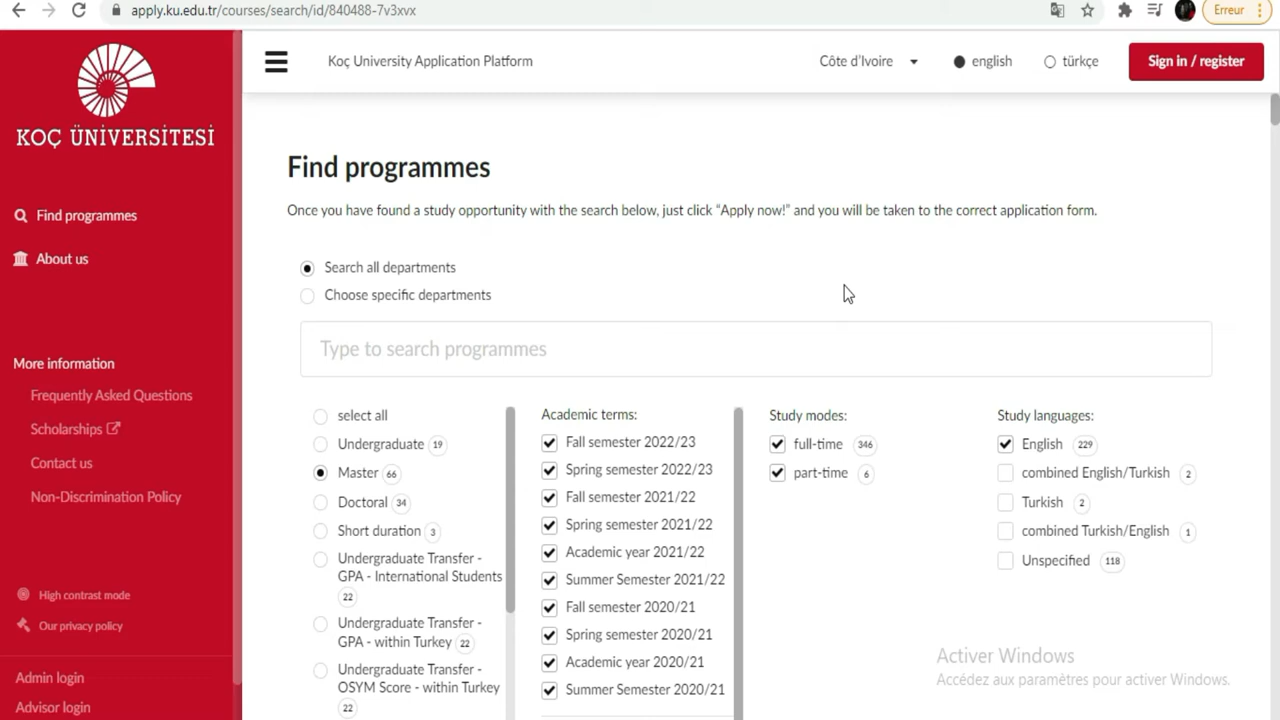 apply.ku.edu.tr/courses/search/id/840488-7v3xvx
Erreur
KOÇ ÜNİVERSİTESİ
Find programmes
About us
More information
Frequently Asked Questions
Scholarships
Contact us
Non-Discrimination Policy
High contrast mode
Our privacy policy
Admin login
Advisor login
Koç University Application Platform
Côte d'Ivoire
english
türkçe
Sign in / register
Find programmes
Once you have found a study opportunity with the search below, just click “Apply now!” and you will be taken to the correct application form.
Search all departments
Choose specific departments
Type to search programmes
select all
Undergraduate 19
Master 66
Doctoral 34
Short duration 3
Undergraduate Transfer -
GPA - International Students
22
Undergraduate Transfer -
GPA - within Turkey 22
Undergraduate Transfer -
OSYM Score - within Turkey
22
Academic terms:
Fall semester 2022/23
Spring semester 2022/23
Fall semester 2021/22
Spring semester 2021/22
Academic year 2021/22
Summer Semester 2021/22
Fall semester 2020/21
Spring semester 2020/21
Academic year 2020/21
Summer Semester 2020/21
Study modes:
full-time 346
part-time 6
Study languages:
English 229
combined English/Turkish 2
Turkish 2
combined Turkish/English 1
Unspecified 118
Activer Windows
Accédez aux paramètres pour activer Windows.